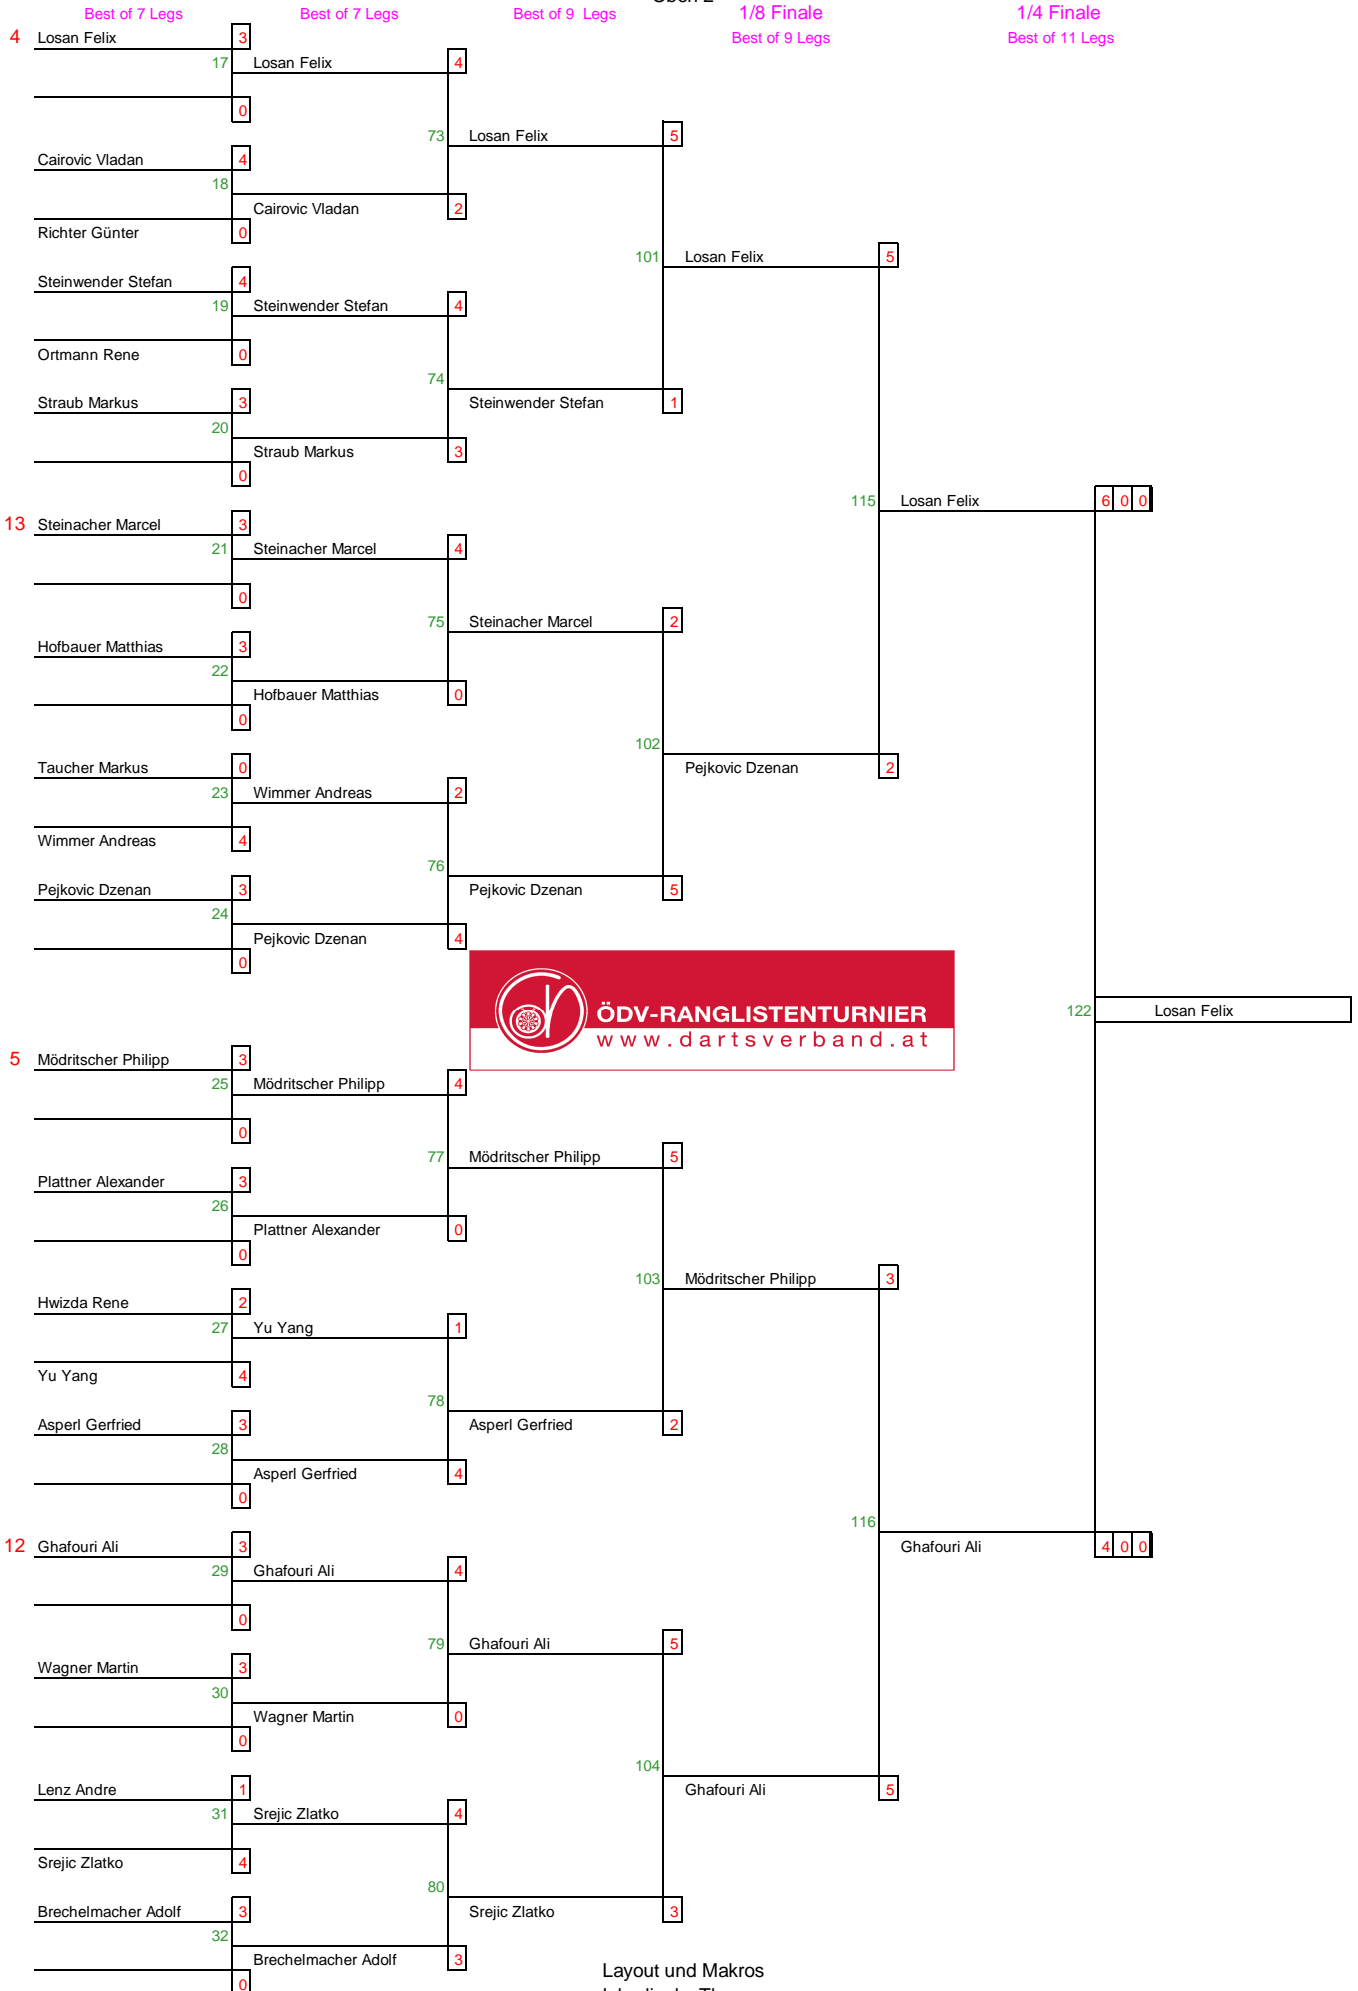 Best of 7 Legs Best of 7 Legs Best of 9 Legs 1/8 Finale 1/4 Finale
Best of 9 Legs Best of 11 Legs
4 Losan Felix 3
17 Losan Felix 4
0
73 Losan Felix 5
Cairovic Vladan 4
18
Cairovic Vladan 2
Richter Günter 0
101 Losan Felix 5
Steinwender Stefan 4
19 Steinwender Stefan 4
Ortmann Rene 0
74
Straub Markus 3 Steinwender Stefan 1
20
Straub Markus 3
0
115 Losan Felix 6 0 0
13 Steinacher Marcel 3
21 Steinacher Marcel 4
0
75 Steinacher Marcel 2
Hofbauer Matthias 3
22
Hofbauer Matthias 0
0
102
Taucher Markus 0 Pejkovic Dzenan 2
23 Wimmer Andreas 2
Wimmer Andreas 4
76
Pejkovic Dzenan 3 Pejkovic Dzenan 5
24
Pejkovic Dzenan 4
0
ÖDV-RANGLISTENTURNIER
122 Losan Felix
www.dartsverband.at
5 Mödritscher Philipp 3
25 Mödritscher Philipp 4
0
77 Mödritscher Philipp 5
Plattner Alexander 3
26
Plattner Alexander 0
0
103 Mödritscher Philipp 3
Hwizda Rene 2
27 Yu Yang 1
Yu Yang 4
78
Asperl Gerfried 3 Asperl Gerfried 2
28
Asperl Gerfried 4
0
116
12 Ghafouri Ali 3 Ghafouri Ali 4 0 0
29 Ghafouri Ali 4
0
79 Ghafouri Ali 5
Wagner Martin 3
30
Wagner Martin 0
0
104
Lenz Andre 1 Ghafouri Ali 5
31 Srejic Zlatko 4
Srejic Zlatko 4
80
Brechelmacher Adolf 3 Srejic Zlatko 3
32
Brechelmacher Adolf 3
Layout und Makros
0